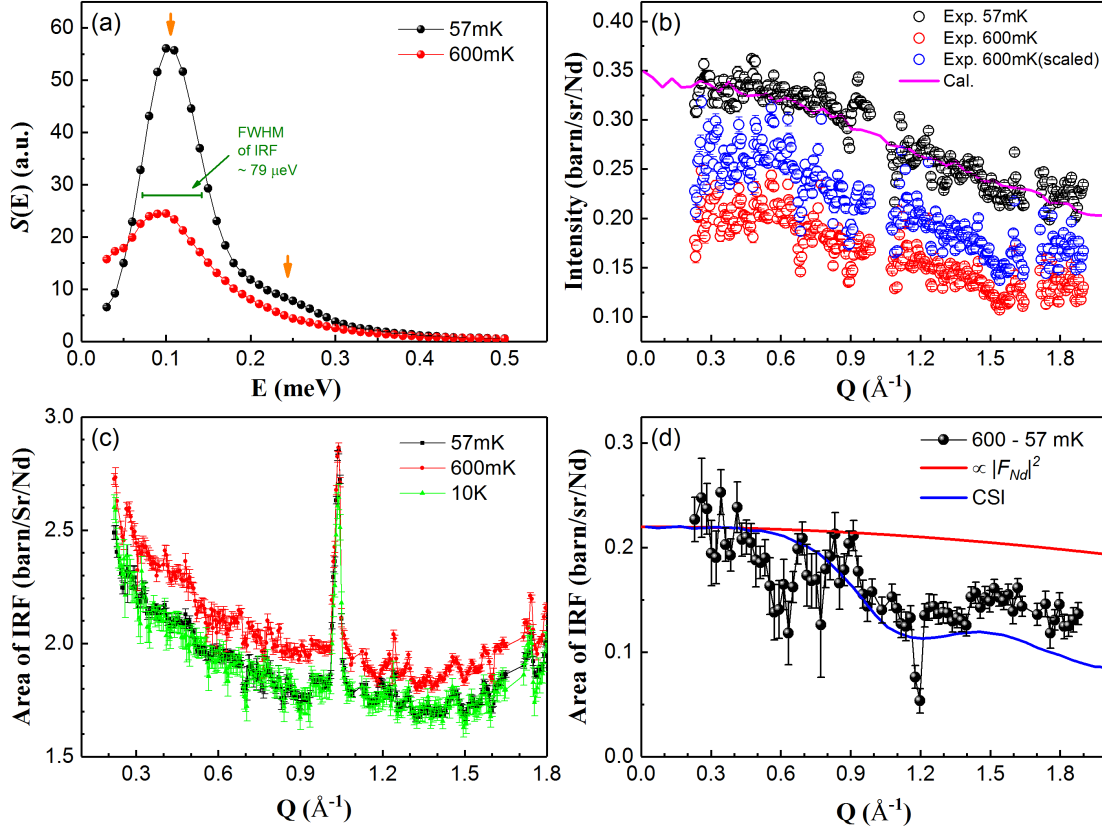 (a)
57mK
600mK
FWHM
of IRF
~ 79 μeV
S(E) (a.u.)
60
50
40
30
20
10
0
0.0 0.1 0.2 0.3 0.4 0.5
E (meV)
(b)
Exp. 57mK
Exp. 600mK
Exp. 600mK(scaled)
Cal.
Intensity (barn/sr/Nd)
0.40
0.35
0.30
0.25
0.20
0.15
0.10
0.0 0.3 0.6 0.9 1.2 1.5 1.8
Q (Å⁻¹)
(c)
57mK
600mK
10K
Area of IRF (barn/Sr/Nd)
3.0
2.5
2.0
1.5
0.3 0.6 0.9 1.2 1.5 1.8
Q (Å⁻¹)
(d)
600 - 57 mK
∝ |F_Nd|²
CSI
Area of IRF (barn/sr/Nd)
0.3
0.2
0.1
0.0
0.0 0.3 0.6 0.9 1.2 1.5 1.8
Q (Å⁻¹)